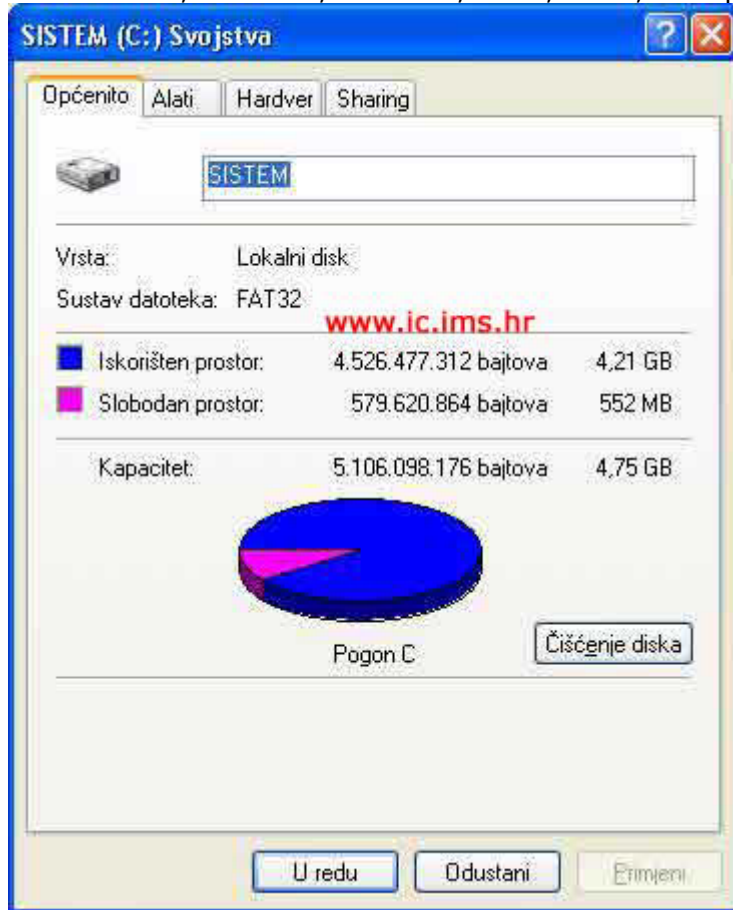 SISTEM (C:) Svojstva
Općenito Alati Hardver Sharing
SISTEM
Vrsta: Lokalni disk
Sustav datoteka: FAT32
www.ic.ims.hr
Iskorišten prostor: 4.526.477.312 bajtova 4,21 GB
Slobodan prostor: 579.620.864 bajtova 552 MB
Kapacitet: 5.106.098.176 bajtova 4,75 GB
Pogon C
Čišćenje diska
U redu Odustani Primjeni